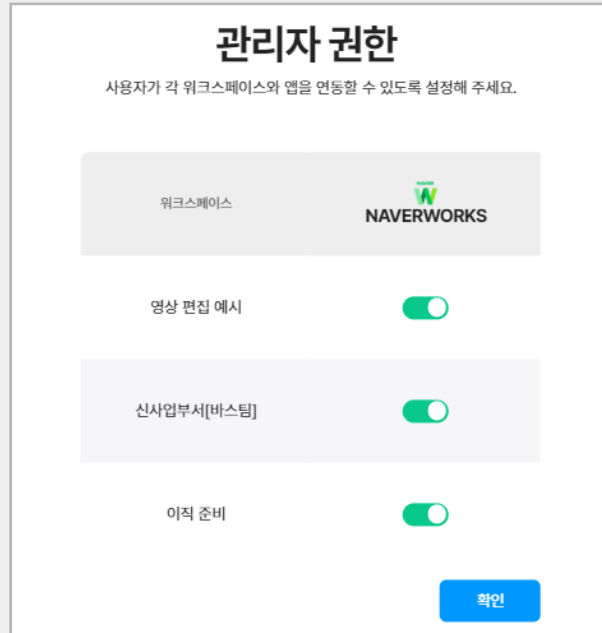 관리자 권한
사용자가 각 워크스페이스와 앱을 연동할 수 있도록 설정해 주세요.
워크스페이스
NAVER
NAVERWORKS
영상 편집 예시
신사업부서[바스팀]
이직 준비
확인